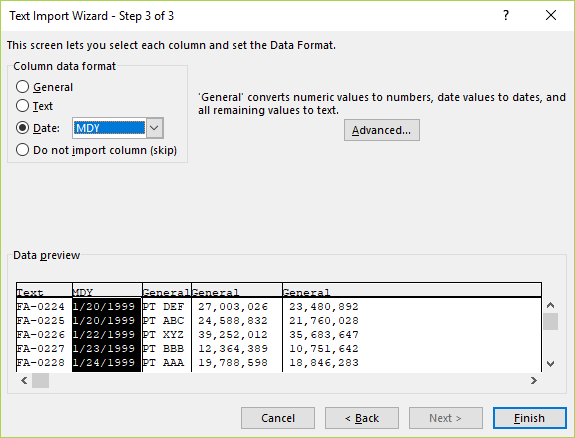 Text Import Wizard - Step 3 of 3
This screen lets you select each column and set the Data Format.
Column data format
General
Text
Date: MDY
Do not import column (skip)
'General' converts numeric values to numbers, date values to dates, and
all remaining values to text.
Advanced...
Data preview
Text MDY General General General
FA-0224 1/20/1999 PT DEF 27,003,026 23,480,892
FA-0225 1/20/1999 PT ABC 24,588,832 21,760,028
FA-0226 1/22/1999 PT XYZ 39,252,012 35,683,647
FA-0227 1/23/1999 PT BBB 12,364,389 10,751,642
FA-0228 1/24/1999 PT AAA 19,788,598 18,846,283
Cancel < Back Next > Finish